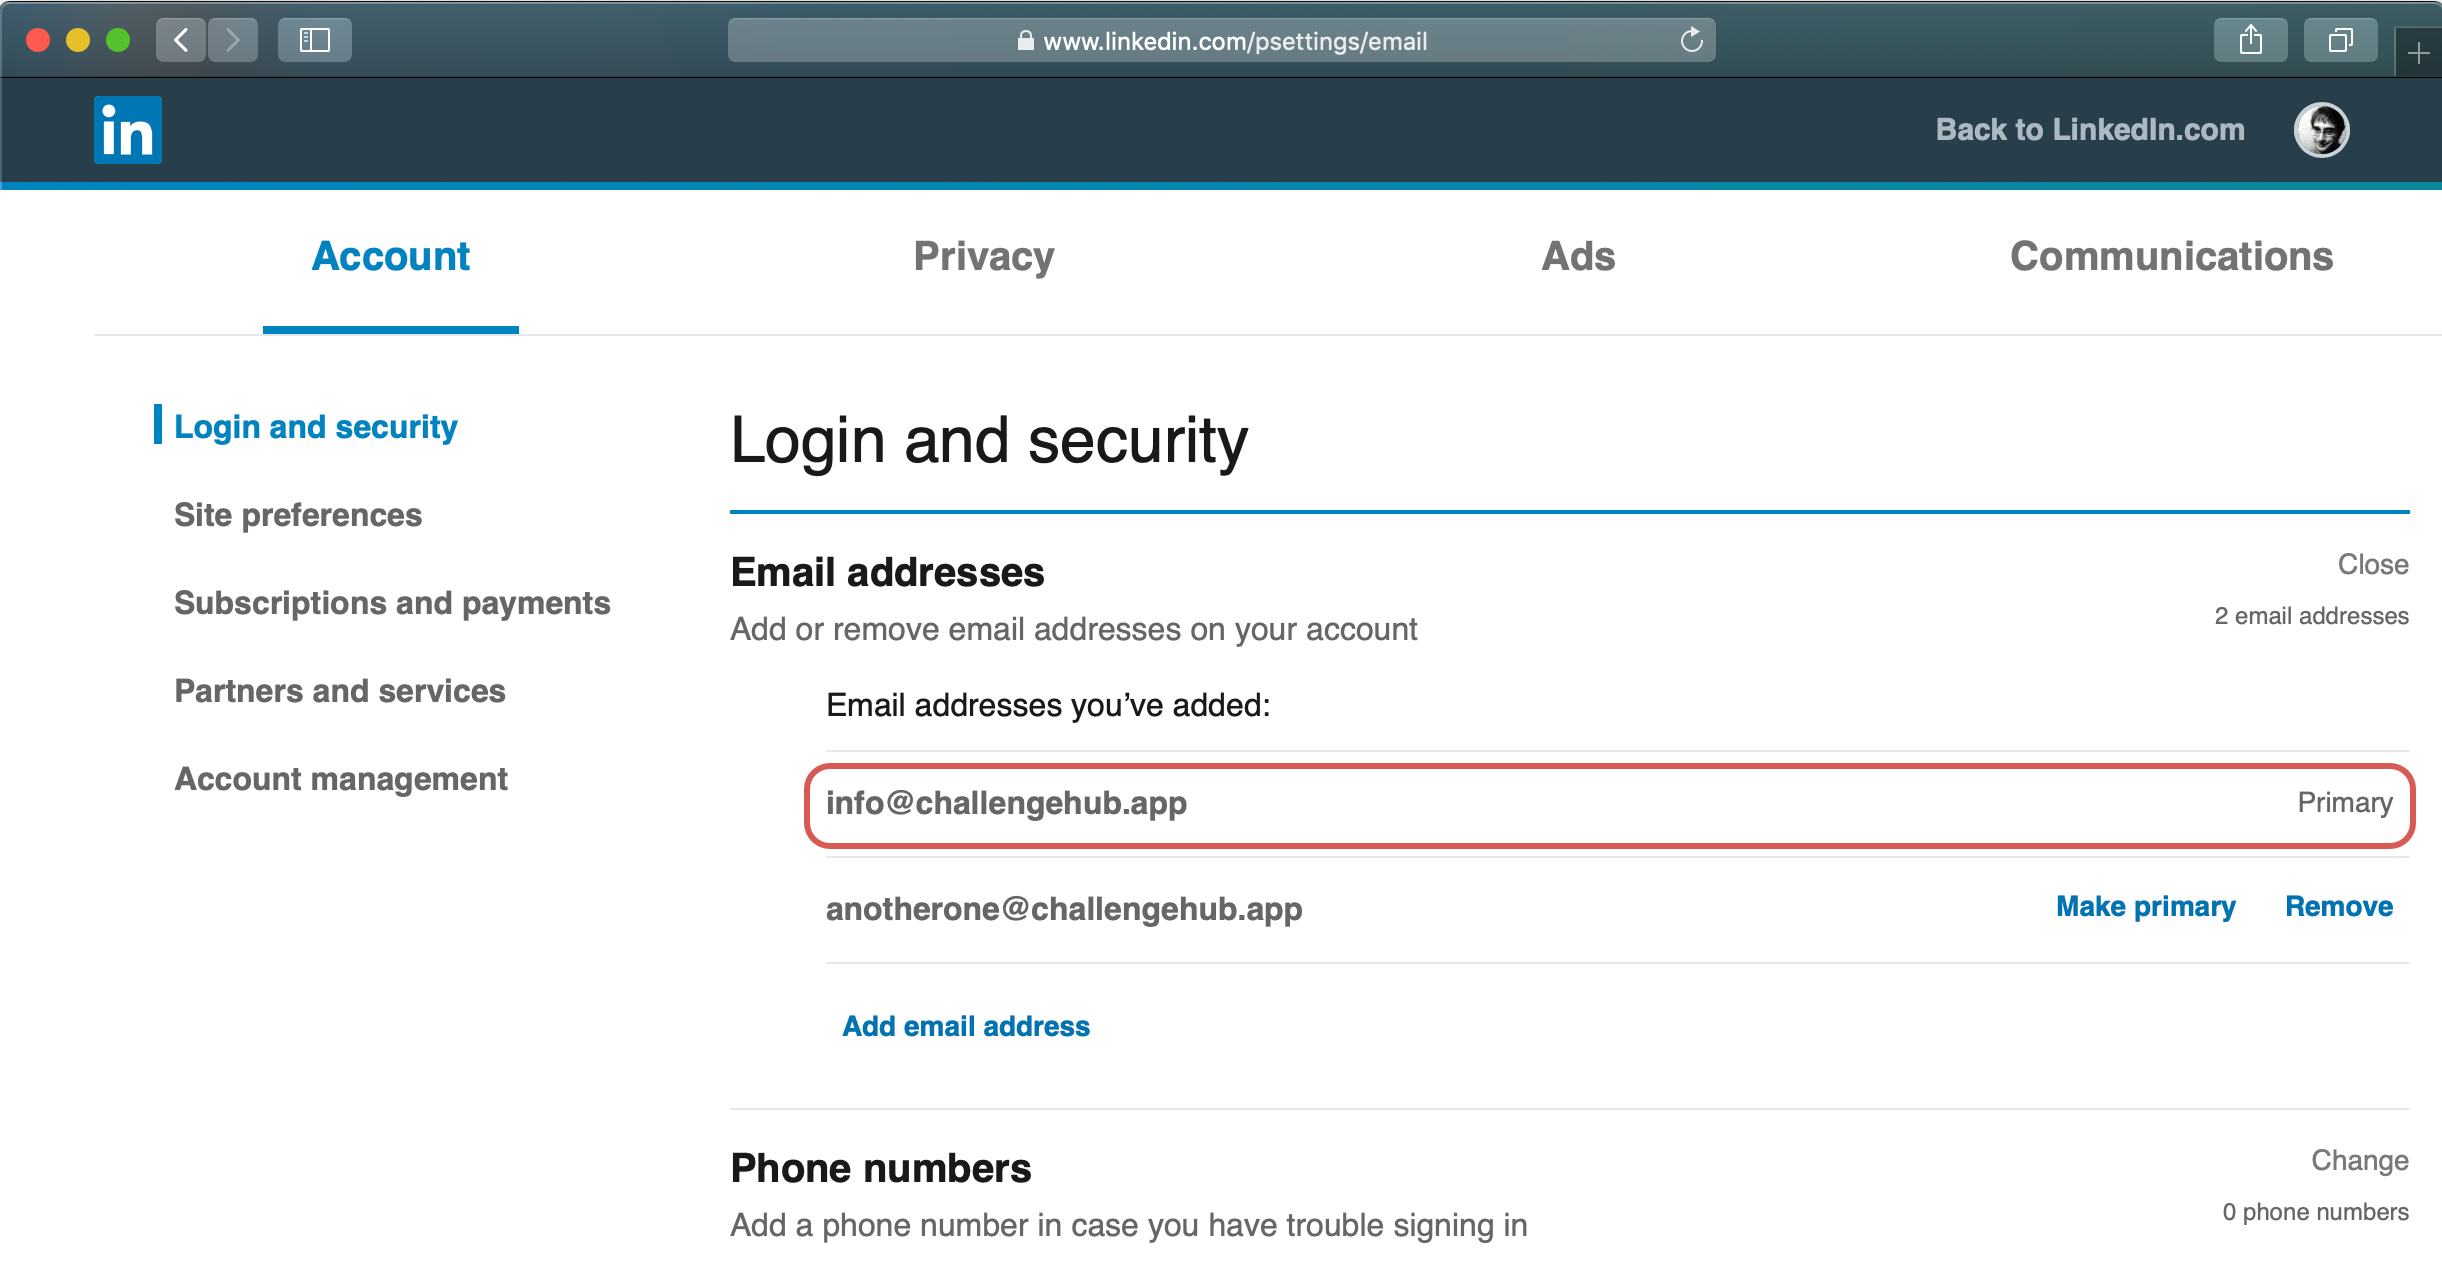 www.linkedin.com/psettings/email
in
Back to LinkedIn.com
Account Privacy Ads Communications
Login and security
Site preferences
Subscriptions and payments
Partners and services
Account management
Login and security
Email addresses
Close
Add or remove email addresses on your account
2 email addresses
Email addresses you’ve added:
info@challengehub.app Primary
anotherone@challengehub.app Make primary Remove
Add email address
Phone numbers
Change
Add a phone number in case you have trouble signing in
0 phone numbers